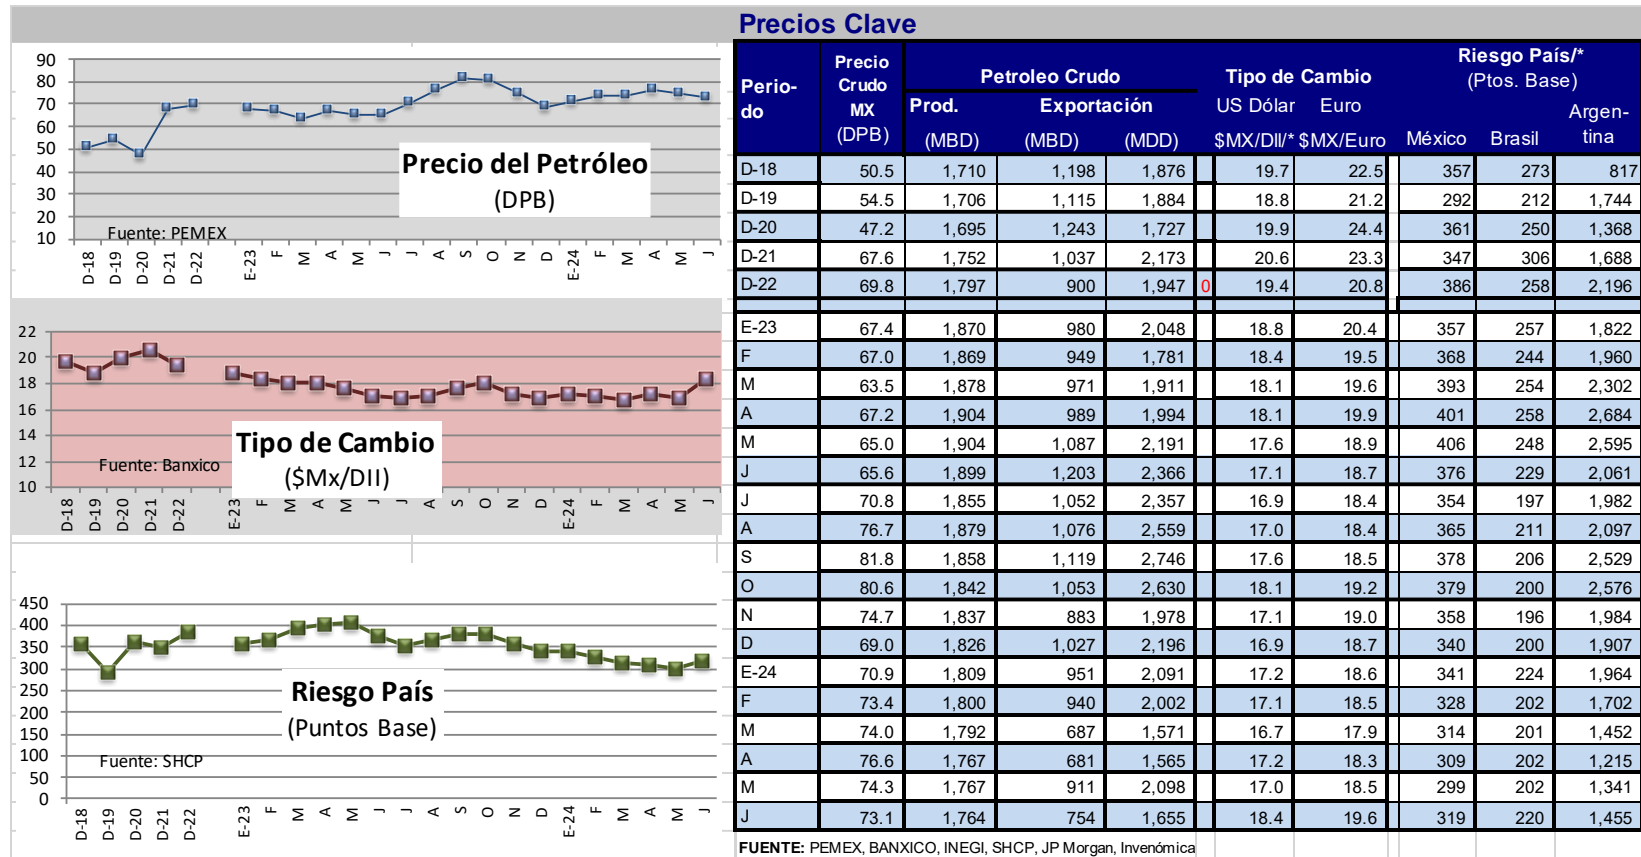 Precios Clave
90
80
70
60
50
40
30
20
10
Precio del Petróleo
(DPB)
Fuente: PEMEX
D-18 D-19 D-20 D-21 D-22 E-23 F M A M J J A S O N D E-24 F M A M J
22
20
18
16
14
12
10
Tipo de Cambio
($Mx/Dll)
Fuente: Banxico
D-18 D-19 D-20 D-21 D-22 E-23 F M A M J J A S O N D E-24 F M A M J
450
400
350
300
250
200
150
100
50
0
Riesgo País
(Puntos Base)
Fuente: SHCP
D-18 D-19 D-20 D-21 D-22 E-23 F M A M J J A S O N D E-24 F M A M J
Perio-
do
Precio
Crudo
MX
(DPB)
Petroleo Crudo
Prod. Exportación
(MBD) (MBD) (MDD)
Tipo de Cambio
US Dólar Euro
$MX/Dll/* $MX/Euro
Riesgo País/*
(Ptos. Base)
México Brasil Argen-
tina
D-18 50.5 1,710 1,198 1,876 19.7 22.5 357 273 817
D-19 54.5 1,706 1,115 1,884 18.8 21.2 292 212 1,744
D-20 47.2 1,695 1,243 1,727 19.9 24.4 361 250 1,368
D-21 67.6 1,752 1,037 2,173 20.6 23.3 347 306 1,688
D-22 69.8 1,797 900 1,947 0 19.4 20.8 386 258 2,196
E-23 67.4 1,870 980 2,048 18.8 20.4 357 257 1,822
F 67.0 1,869 949 1,781 18.4 19.5 368 244 1,960
M 63.5 1,878 971 1,911 18.1 19.6 393 254 2,302
A 67.2 1,904 989 1,994 18.1 19.9 401 258 2,684
M 65.0 1,904 1,087 2,191 17.6 18.9 406 248 2,595
J 65.6 1,899 1,203 2,366 17.1 18.7 376 229 2,061
J 70.8 1,855 1,052 2,357 16.9 18.4 354 197 1,982
A 76.7 1,879 1,076 2,559 17.0 18.4 365 211 2,097
S 81.8 1,858 1,119 2,746 17.6 18.5 378 206 2,529
O 80.6 1,842 1,053 2,630 18.1 19.2 379 200 2,576
N 74.7 1,837 883 1,978 17.1 19.0 358 196 1,984
D 69.0 1,826 1,027 2,196 16.9 18.7 340 200 1,907
E-24 70.9 1,809 951 2,091 17.2 18.6 341 224 1,964
F 73.4 1,800 940 2,002 17.1 18.5 328 202 1,702
M 74.0 1,792 687 1,571 16.7 17.9 314 201 1,452
A 76.6 1,767 681 1,565 17.2 18.3 309 202 1,215
M 74.3 1,767 911 2,098 17.0 18.5 299 202 1,341
J 73.1 1,764 754 1,655 18.4 19.6 319 220 1,455
FUENTE: PEMEX, BANXICO, INEGI, SHCP, JP Morgan, Invenómica